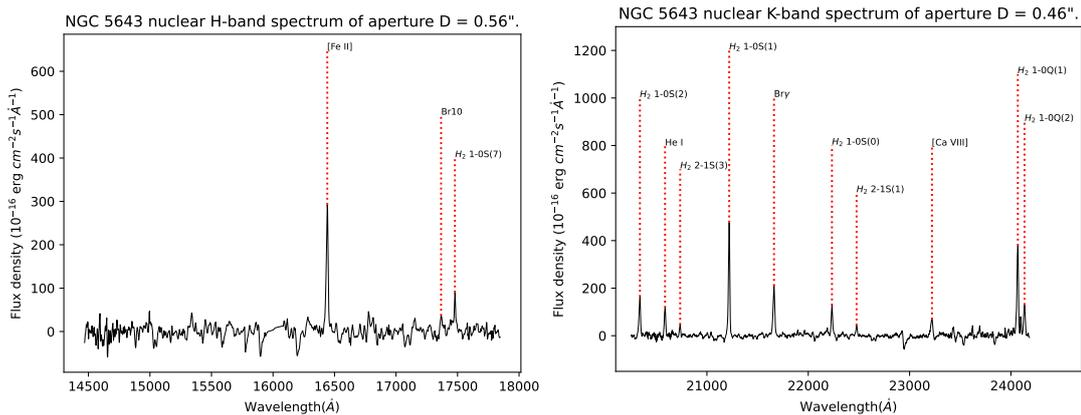 NGC 5643 nuclear H-band spectrum of aperture D = 0.56".
Flux density (10⁻¹⁶ erg cm⁻²s⁻¹Å⁻¹)
600
500
400
300
200
100
0
[Fe II]
Br10
H₂ 1-0S(7)
14500 15000 15500 16000 16500 17000 17500 18000
Wavelength(Å)
NGC 5643 nuclear K-band spectrum of aperture D = 0.46".
Flux density (10⁻¹⁶ erg cm⁻²s⁻¹Å⁻¹)
1200
1000
800
600
400
200
0
H₂ 1-0S(2)
He I
H₂ 2-1S(3)
H₂ 1-0S(1)
Brγ
H₂ 1-0S(0)
H₂ 2-1S(1)
[Ca VIII]
H₂ 1-0Q(1)
H₂ 1-0Q(2)
21000 22000 23000 24000
Wavelength(Å)